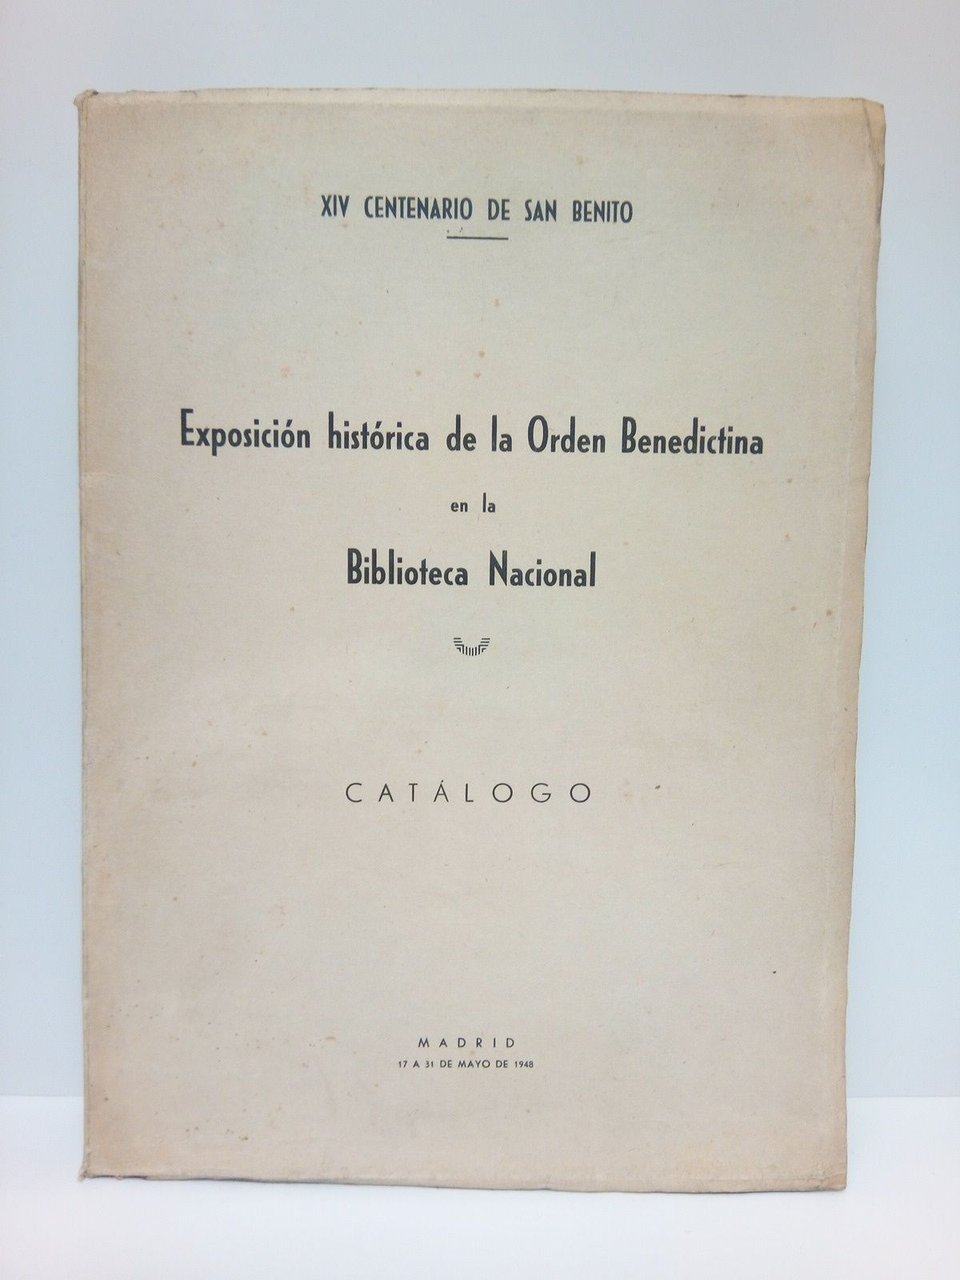 XIV CENTENARIO DE SAN BENITO
Exposición histórica de la Orden Benedictina
en la
Biblioteca Nacional
CATÁLOGO
MADRID
17 A 31 DE MAYO DE 1948